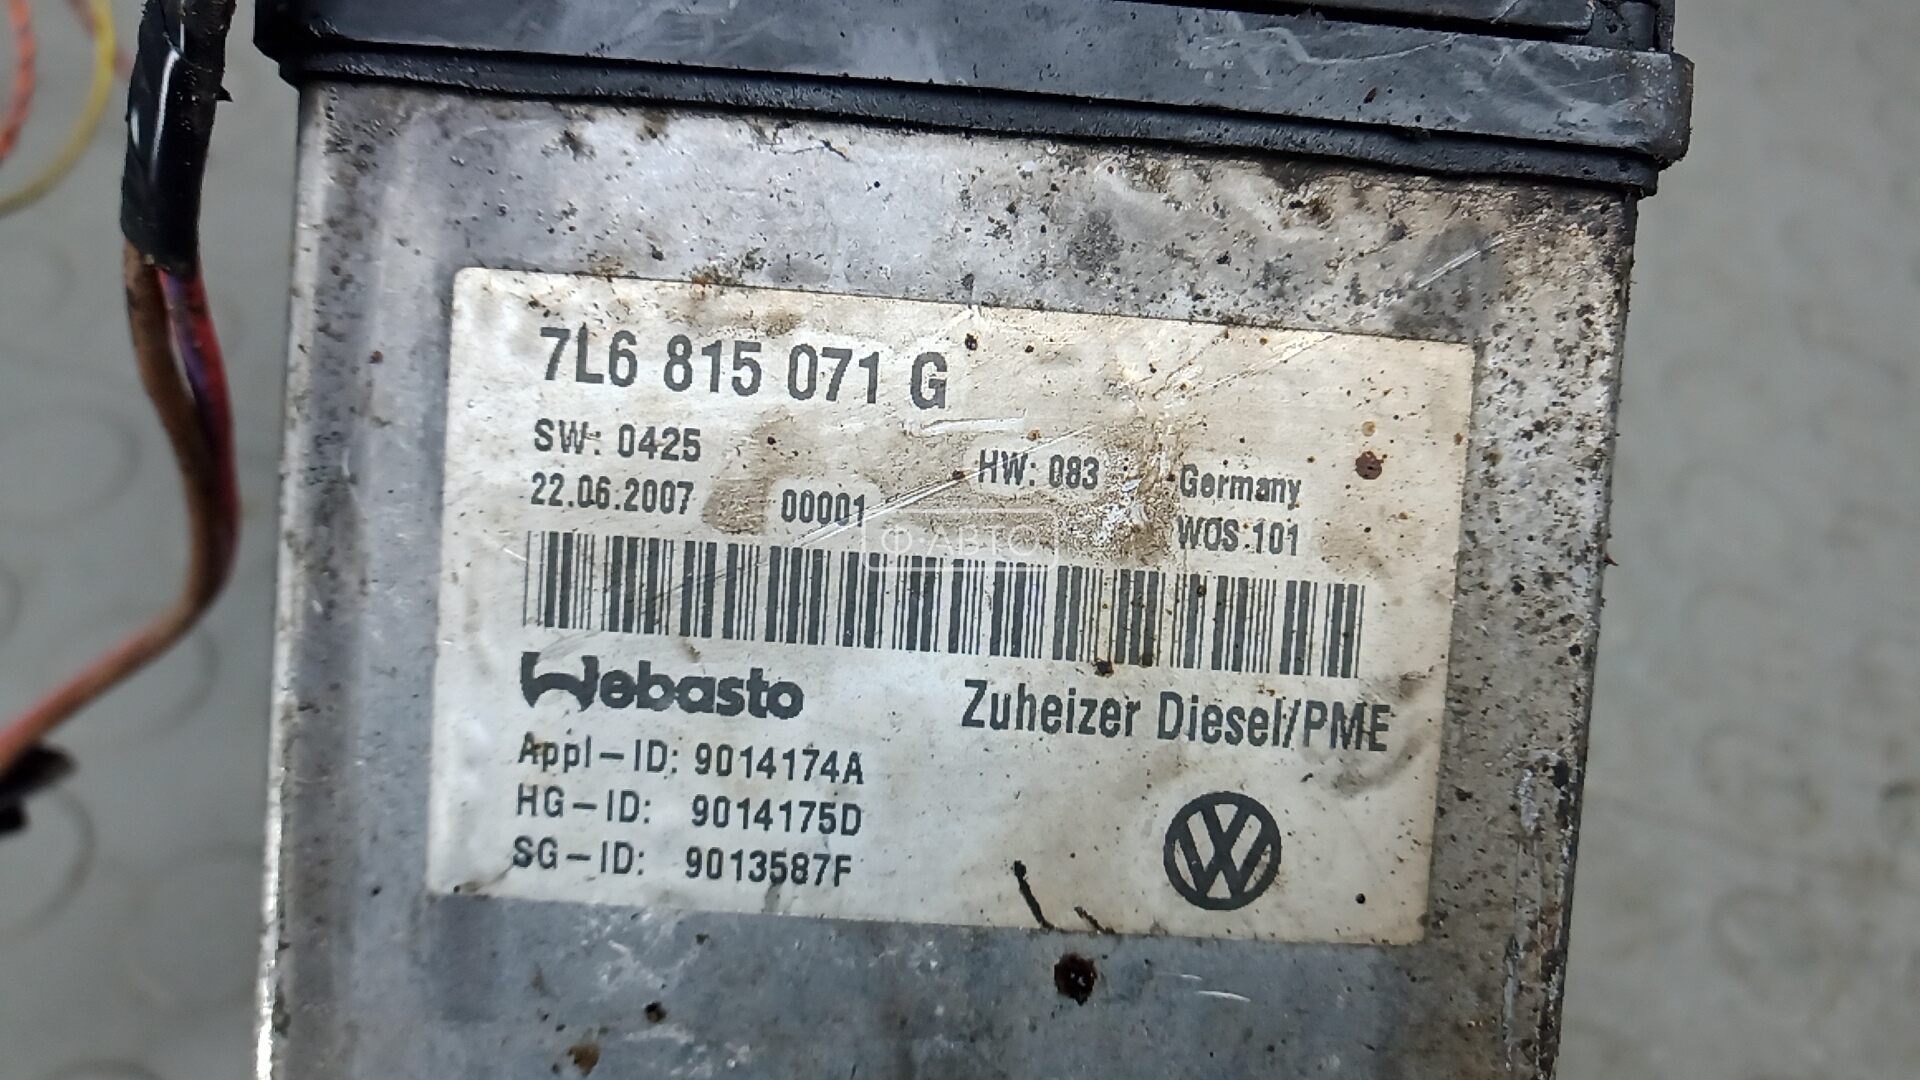 7L6 815 071 G
SW: 0425
HW: 083
Germany
22.06.2007
00001
WOS 101
Ф-АВТО
Webasto
Zuheizer Diesel/PME
Appl-ID: 9014174A
HG-ID: 9014175D
SG-ID: 9013587F